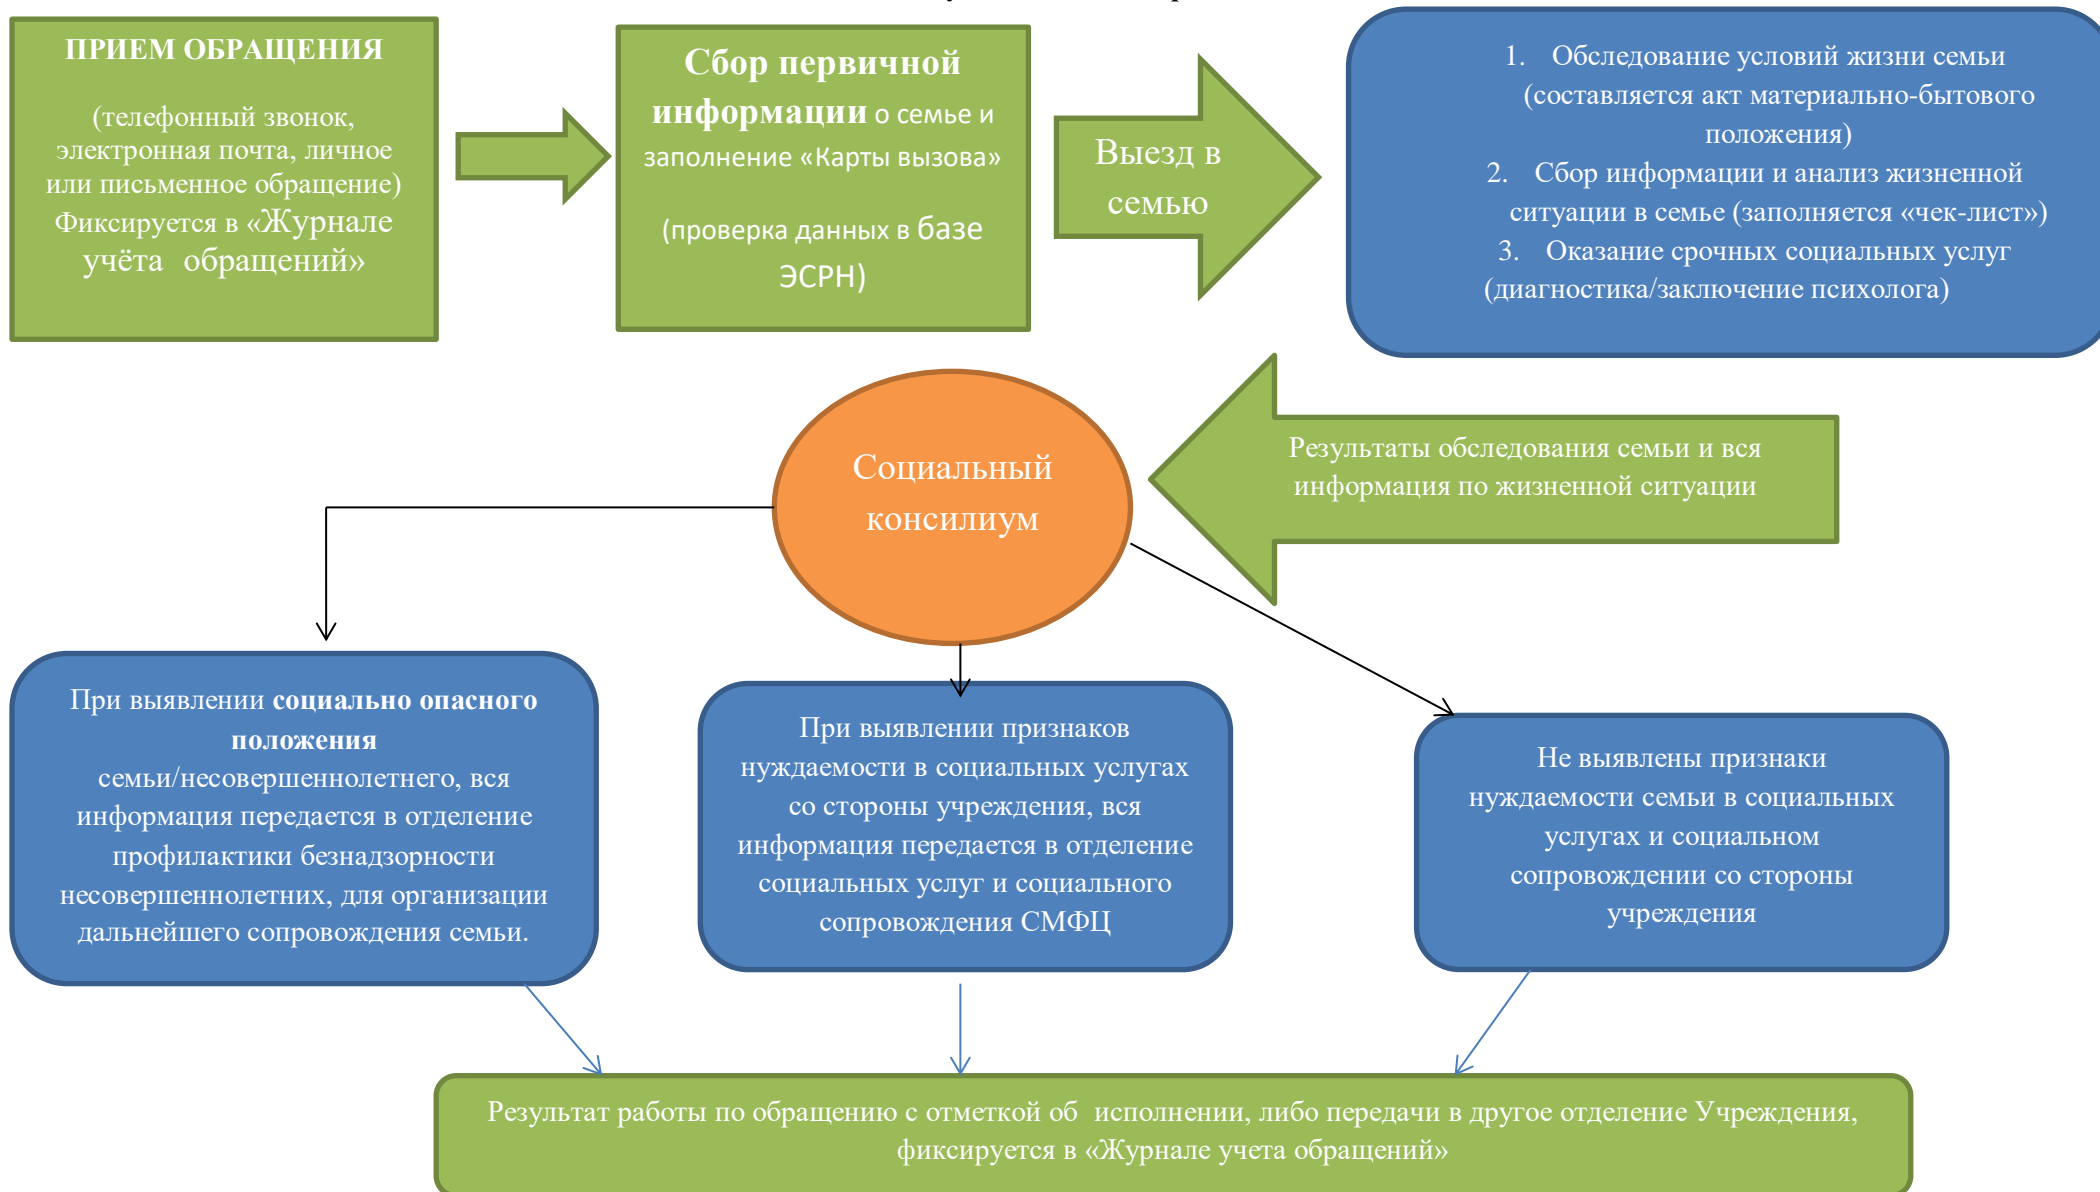 ПРИЕМ ОБРАЩЕНИЯ
(телефонный звонок,
электронная почта, личное
или письменное обращение)
Фиксируется в «Журнале
учёта  обращений»
Сбор первичной
информации о семье и
заполнение «Карты вызова»
(проверка данных в базе
ЭСРН)
Выезд в
семью
1. Обследование условий жизни семьи
(составляется акт материально-бытового
положения)
2. Сбор информации и анализ жизненной
ситуации в семье (заполняется «чек-лист»)
3. Оказание срочных социальных услуг
(диагностика/заключение психолога)
Результаты обследования семьи и вся
информация по жизненной ситуации
Социальный
консилиум
При выявлении социально опасного
положения
семьи/несовершеннолетнего, вся
информация передается в отделение
профилактики безнадзорности
несовершеннолетних, для организации
дальнейшего сопровождения семьи.
При выявлении признаков
нуждаемости в социальных услугах
со стороны учреждения, вся
информация передается в отделение
социальных услуг и социального
сопровождения СМФЦ
Не выявлены признаки
нуждаемости семьи в социальных
услугах и социальном
сопровождении со стороны
учреждения
Результат работы по обращению с отметкой об  исполнении, либо передачи в другое отделение Учреждения,
фиксируется в «Журнале учета обращений»